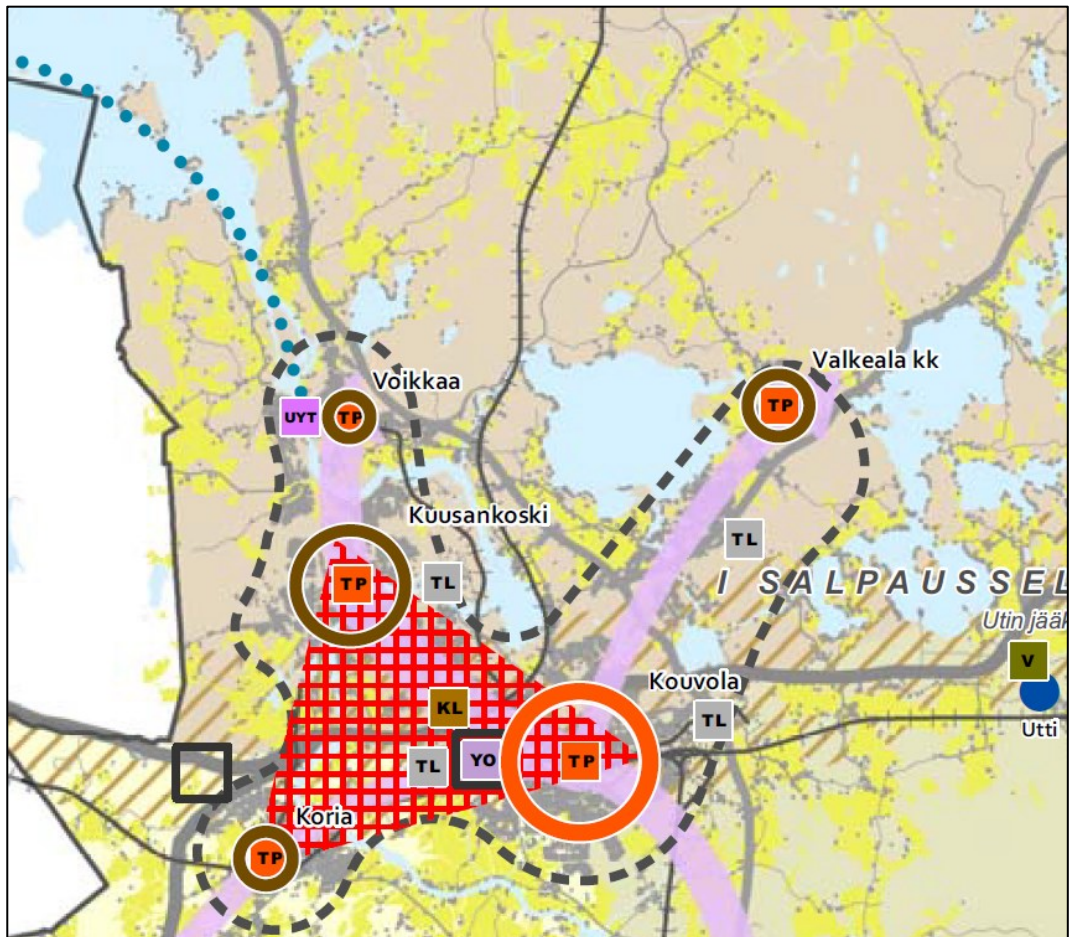 Valkeala kk
TP
Voikkaa
UYT
TP
Kuusankoski
TL
TP
TL
I SALPAUSSEL
Utin jääk
V
Utti
Kouvola
KL
TL
TL
YO
TP
Koria
TP